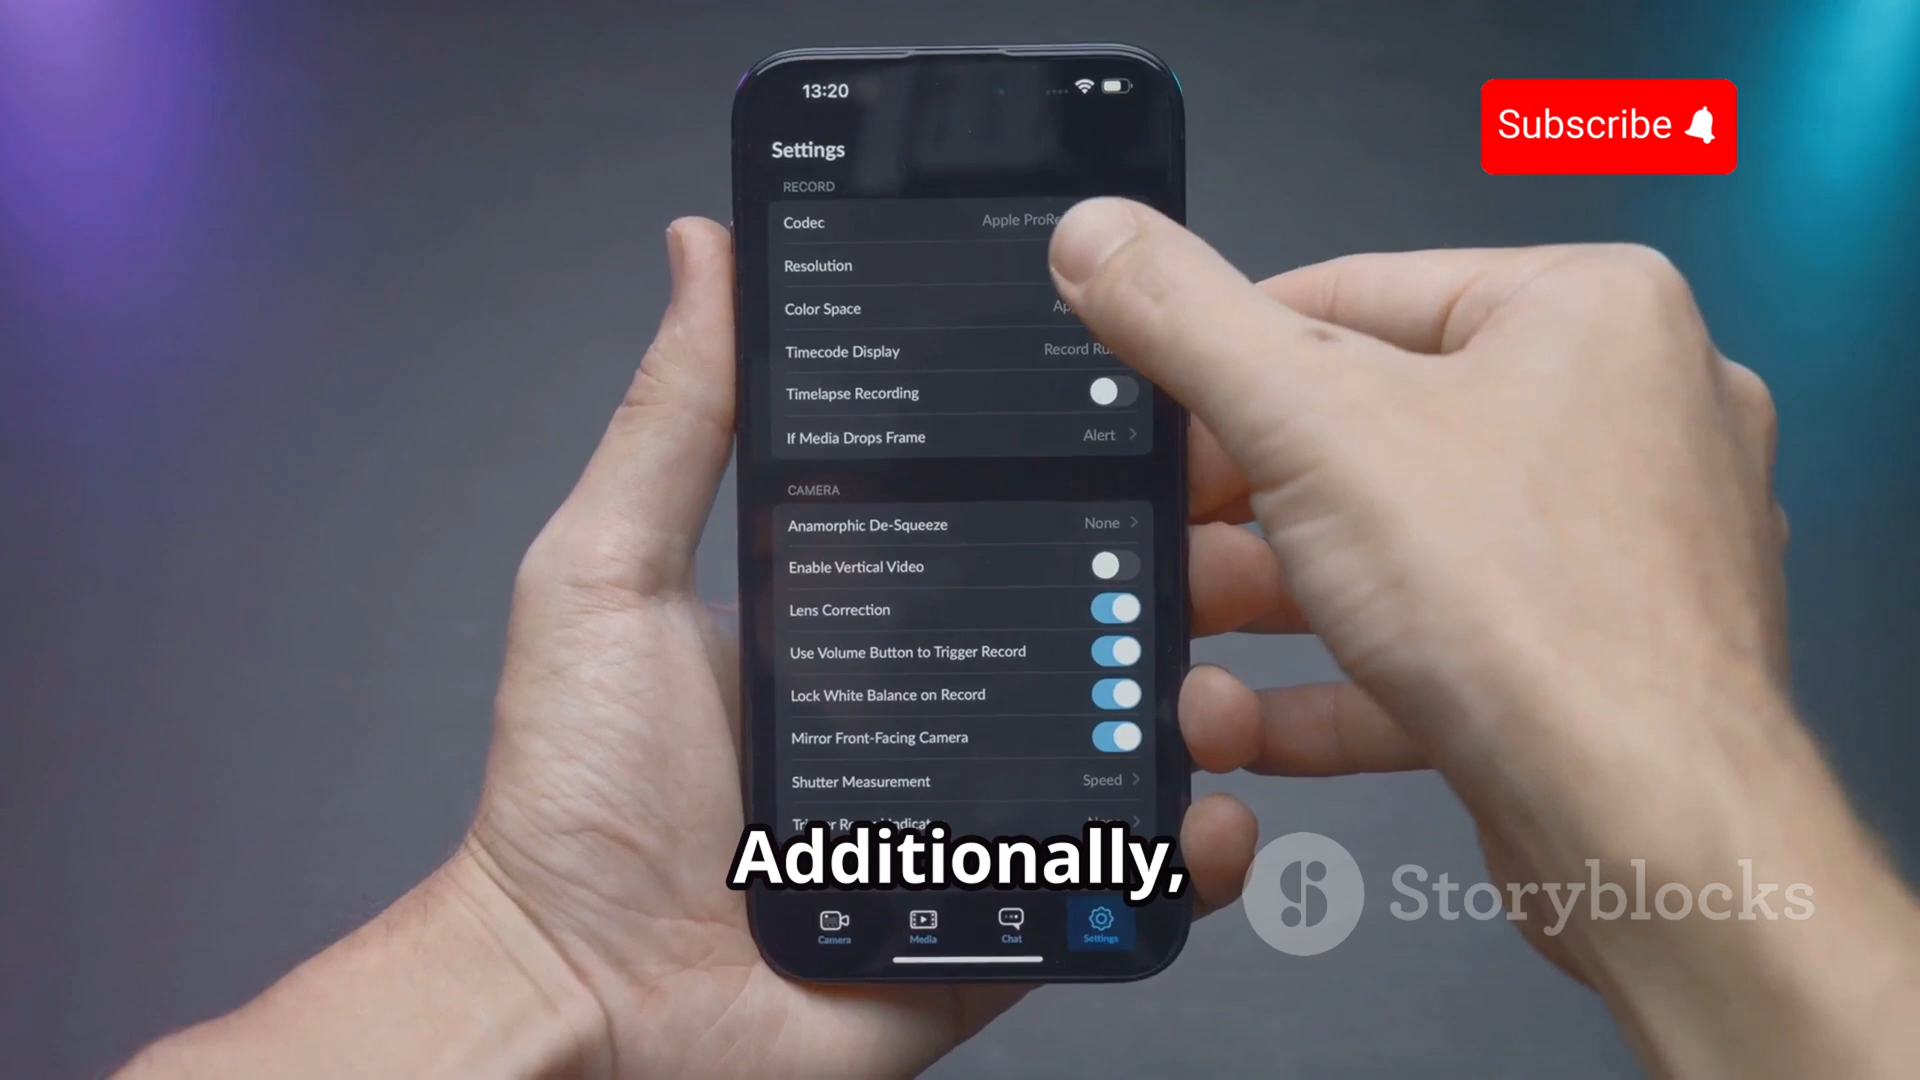 13:20
Subscribe
Settings
RECORD
Codec Apple
Resolution
Color Space
Timecode Display Record
Timelapse Recording
If Media Drops Frame Alert
CAMERA
Anamorphic De-Squeeze None
Enable Vertical Video
Lens Correction
Use Volume Button to Trigger Record
Lock White Balance on Record
Mirror Front-Facing Camera
Shutter Measurement Speed
Additionally,
Storyblocks
Camera Media Chat Settings